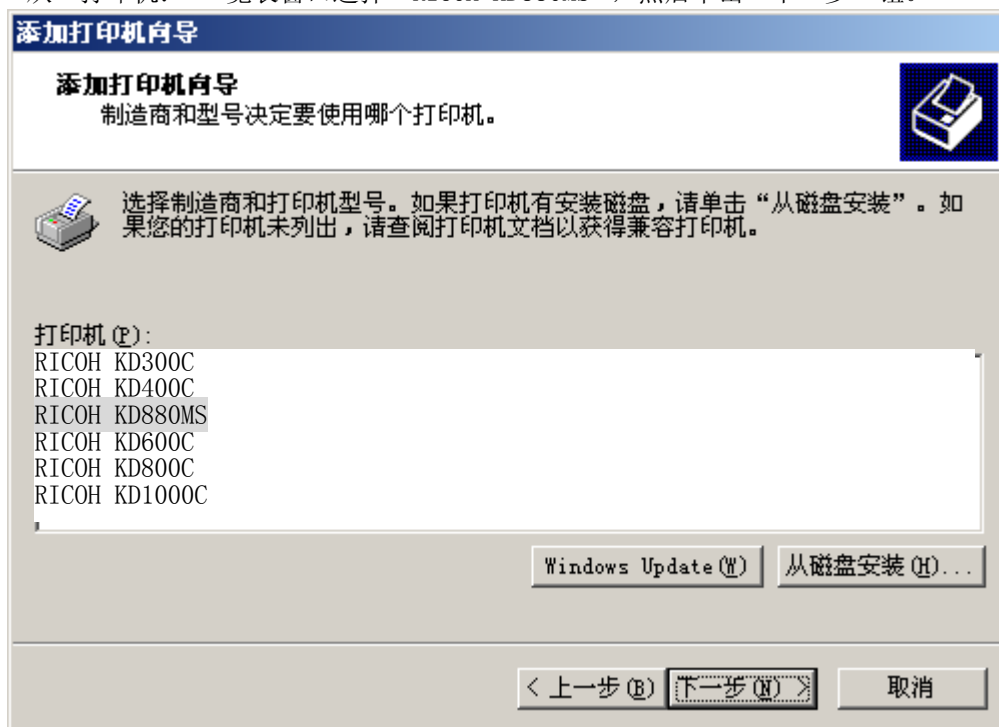 添加打印机向导
添加打印机向导
制造商和型号决定要使用哪个打印机。
选择制造商和打印机型号。如果打印机有安装磁盘，请单击“从磁盘安装”。如
果您的打印机未列出，请查阅打印机文档以获得兼容打印机。
打印机(P):
RICOH KD300C
RICOH KD400C
RICOH KD880MS
RICOH KD600C
RICOH KD800C
RICOH KD1000C
Windows Update(W) 从磁盘安装(H)...
< 上一步(B) 下一步(N) > 取消